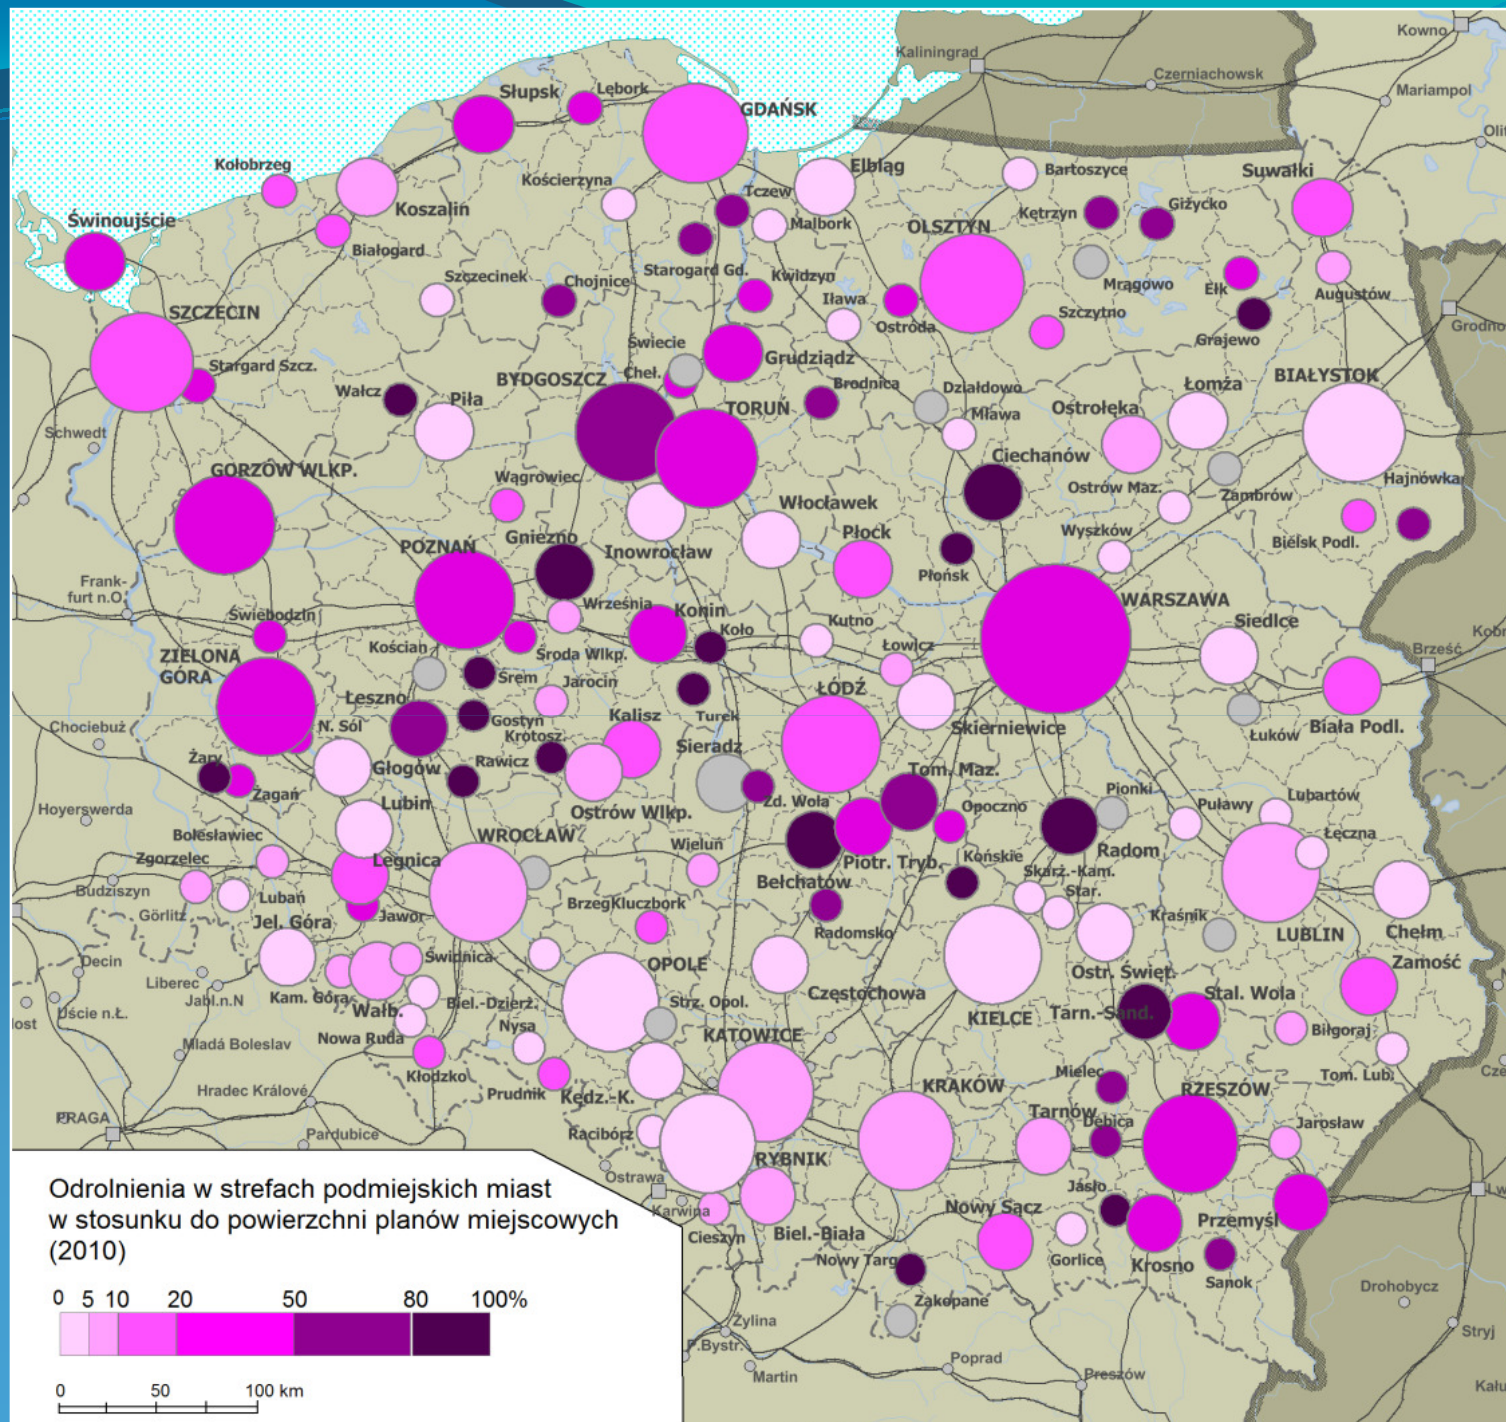 Kowno
Kaliningrad
Czerniachowsk
Mariampol
Słupsk
Lębork
GDAŃSK
Olit
Kołobrzeg
Kościerzyna
Elbląg
Bartoszyce
Suwałki
Tczew
Koszalin
Malbork
Kętrzyn
Giżycko
Świnoujście
OLSZTYN
Białogard
Starogard Gd.
Szczecinek
Chojnice
Kwidzyn
Mrągowo
Ełk
Augustów
Iława
SZCZECIN
Ostróda
Szczytno
Grodno
Grajewo
Świecie
Grudziądz
Stargard Szcz.
BYDGOSZCZ
Cheł.
Brodnica
Działdowo
Łomża
BIAŁYSTOK
Wałcz
Piła
TORUŃ
Mława
Ostrołęka
Schwedt
Ciechanów
GORZÓW WLKP.
Wągrowiec
Ostrów Maz.
Zambrów
Hajnówka
Włocławek
Wyszków
Płock
Gniezno
Inowrocław
Bielsk Podl.
POZNAŃ
Płońsk
Frank-
furt n.O.
WARSZAWA
Świebodzin
Września
Konin
Koło
Kutno
Siedlce
Kobr
Brześć
ZIELONA
GÓRA
Kościan
Środa Wlkp.
Łowicz
Śrem
Jarocin
ŁÓDŹ
Leszno
Gostyn
Kalisz
Turek
Skierniewice
Łuków
Biała Podl.
Chociebuż
N. Sól
Krotosz.
Sieradz
Żary
Głogów
Rawicz
Tom. Maz.
Żagań
Zd. Wola
Opoczno
Pionki
Lubartów
Hoyerswerda
Lubin
Ostrów Wlkp.
Puławy
Bolesławiec
WROCŁAW
Łęczna
Zgorzelec
Legnica
Wieluń
Piotr. Tryb.
Końskie
Radom
Budziszyn
Bełchatów
Skarż.-Kam.
Star.
Görlitz
Lubań
Jawor
Brzeg
Kluczbork
Radomsko
Kraśnik
LUBLIN
Chełm
Jel. Góra
Decin
Świdnica
OPOLE
Ostr. Święt.
Zamość
Liberec
Jabl.n.N
Kam. Góra
Biel.-Dzierż.
Częstochowa
Stal. Wola
Uście n.Ł.
Wałb.
Strz. Opol.
KIELCE
Tarn.-Sand.
lost
Nysa
Nowa Ruda
KATOWICE
Biłgoraj
Mladá Boleslav
Kłodzko
Tom. Lub.
Hradec Králové
Prudnik
Kędz.-K.
KRAKÓW
Mielec
RZESZÓW
PRAGA
Tarnów
Dębica
Jarosław
Pardubice
Racibórz
RYBNIK
Ostrawa
Jasło
Karwina
Nowy Sącz
Przemyśl
Cieszyn
Biel.-Biała
Gorlice
Krosno
Sanok
Nowy Targ
Zakopane
Drohobycz
Żylina
P.Bystr.
Stryj
Martin
Poprad
Preszów
Kału
Odrolnienia w strefach podmiejskich miast
w stosunku do powierzchni planów miejscowych
(2010)
0 5 10 20 50 80 100%
0 50 100 km